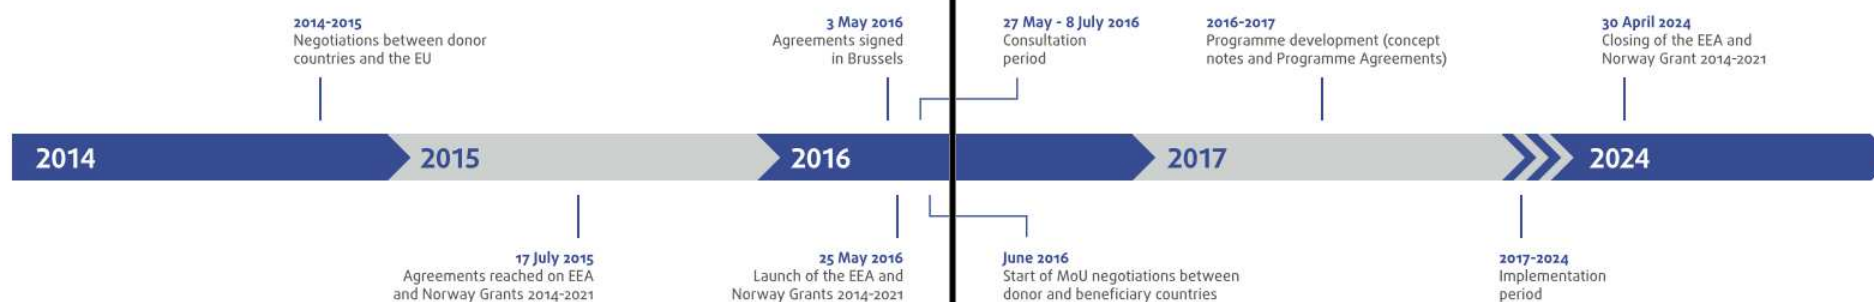 2014-2015
Negotiations between donor
countries and the EU
3 May 2016
Agreements signed
in Brussels
27 May - 8 July 2016
Consultation
period
2016-2017
Programme development (concept
notes and Programme Agreements)
30 April 2024
Closing of the EEA and
Norway Grant 2014-2021
2014
2015
2016
2017
2024
17 July 2015
Agreements reached on EEA
and Norway Grants 2014-2021
25 May 2016
Launch of the EEA and
Norway Grants 2014-2021
June 2016
Start of MoU negotiations between
donor and beneficiary countries
2017-2024
Implementation
period